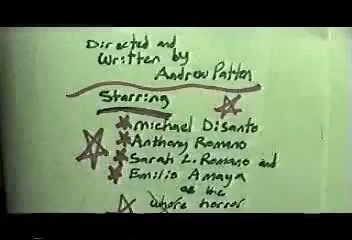 Directed and
Written by
Andrew Patten
Starring
Michael DiSanto
Anthony Romano
Sarah L. Romano and
Emilio Amaya
as the
whore horror